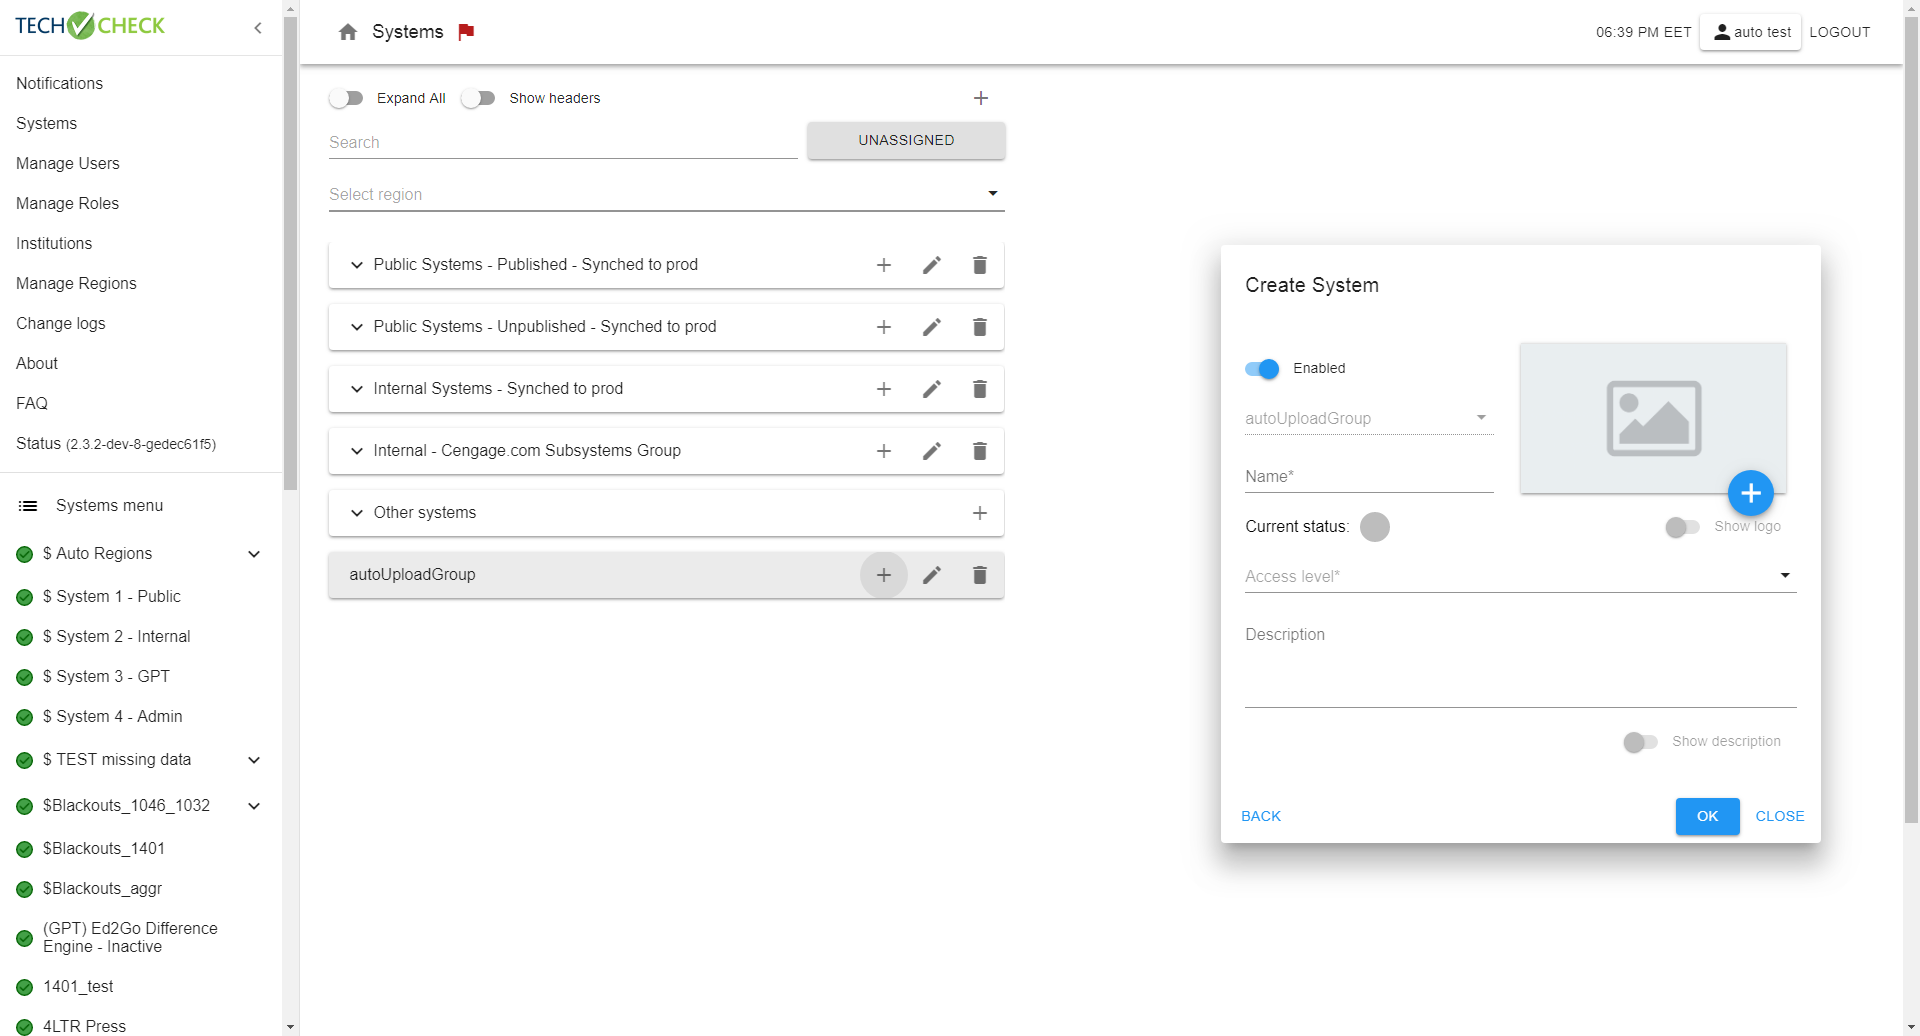 TECH CHECK
Notifications
Systems
Manage Users
Manage Roles
Institutions
Manage Regions
Change logs
About
FAQ
Status (2.3.2-dev-8-gedec61f5)
Systems menu
$ Auto Regions
$ System 1 - Public
$ System 2 - Internal
$ System 3 - GPT
$ System 4 - Admin
$ TEST missing data
$Blackouts_1046_1032
$Blackouts_1401
$Blackouts_aggr
(GPT) Ed2Go Difference
Engine - Inactive
1401_test
4LTR Press
Systems
06:39 PM EET
auto test
LOGOUT
Expand All
Show headers
Search
UNASSIGNED
Select region
Public Systems - Published - Synched to prod
Public Systems - Unpublished - Synched to prod
Internal Systems - Synched to prod
Internal - Cengage.com Subsystems Group
Other systems
autoUploadGroup
Create System
Enabled
autoUploadGroup
Name*
Current status:
Show logo
Access level*
Description
Show description
BACK
OK
CLOSE